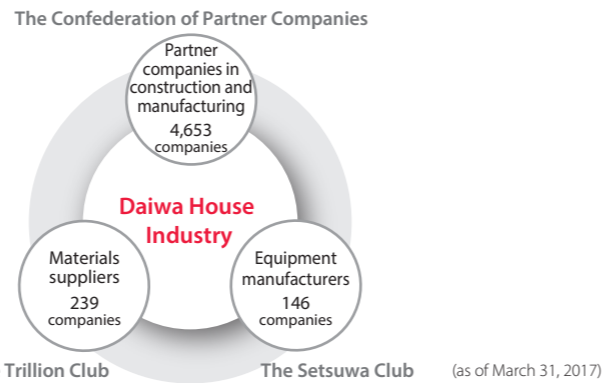 The Confederation of Partner Companies
Partner
companies in
construction and
manufacturing
4,653
companies
Daiwa House
Industry
Materials
suppliers
239
companies
Equipment
manufacturers
146
companies
Trillion Club
The Setsuwa Club
(as of March 31, 2017)